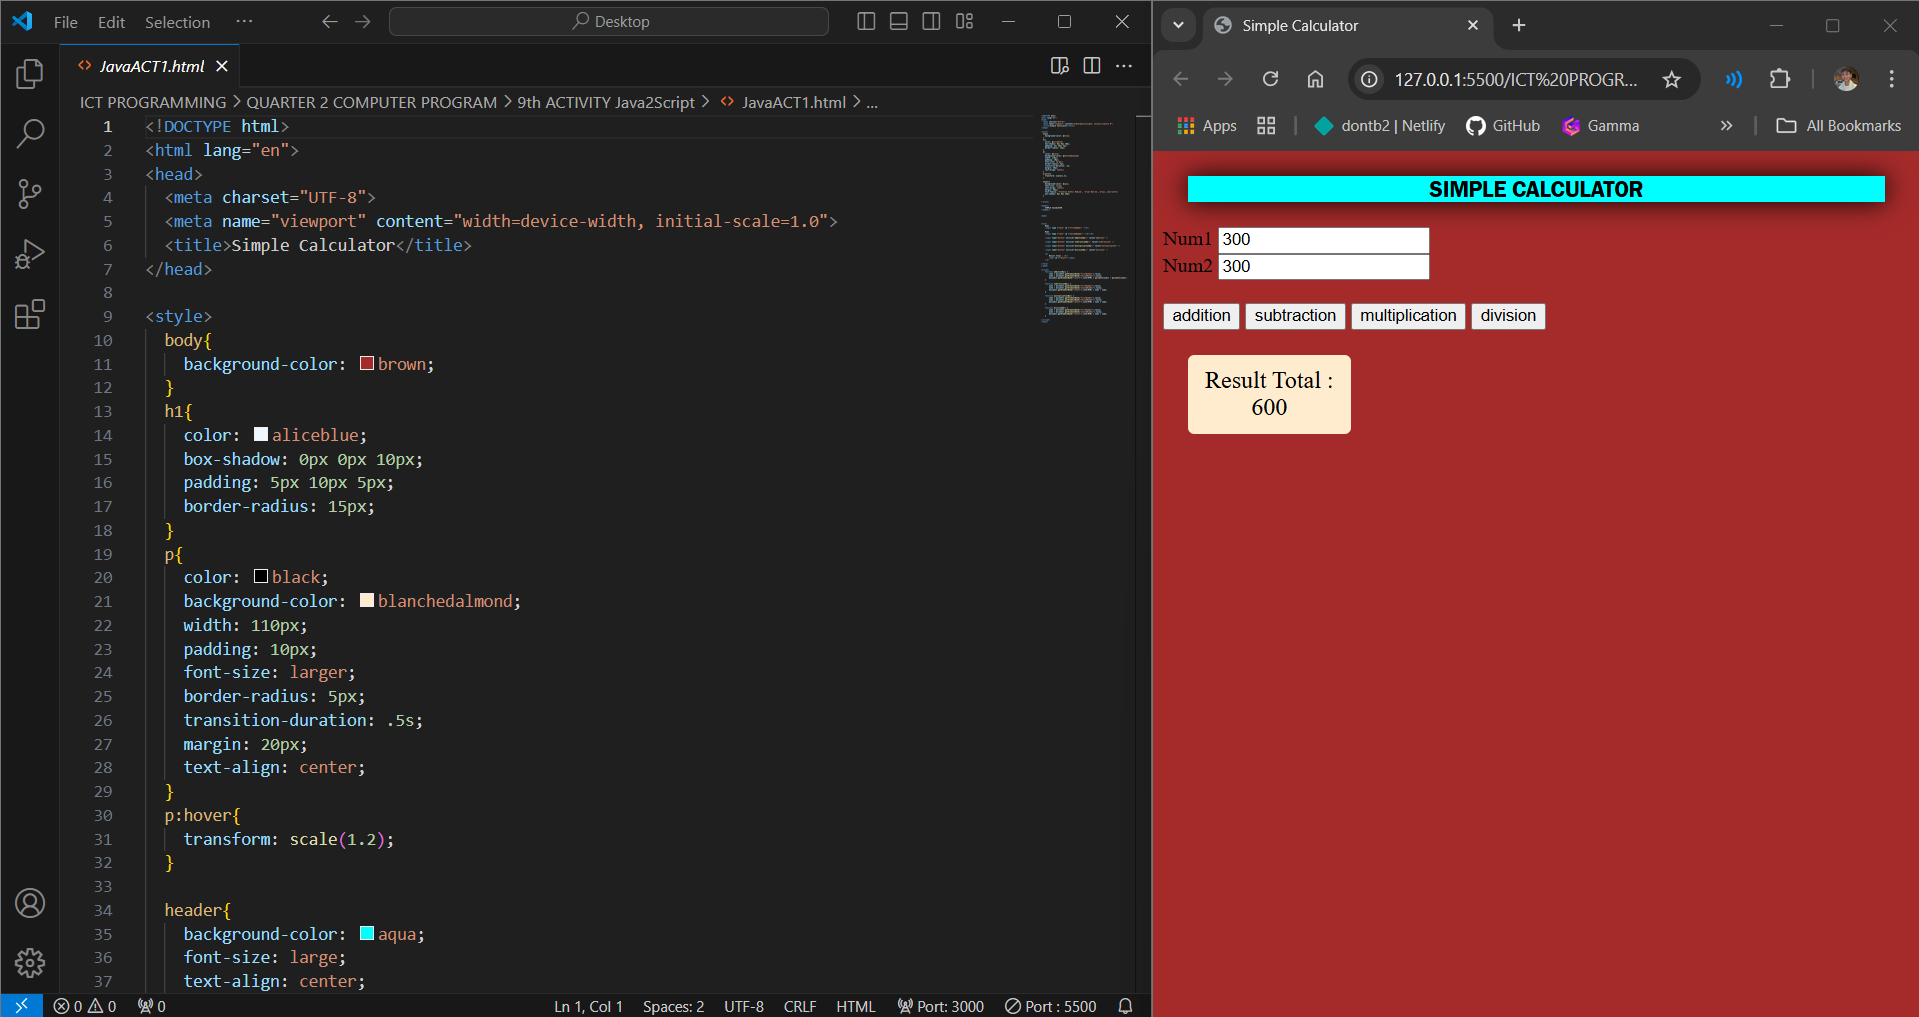 File Edit Selection ··· Desktop
JavaACT1.html
ICT PROGRAMMING > QUARTER 2 COMPUTER PROGRAM > 9th ACTIVITY Java2Script > JavaACT1.html > ...
1 <!DOCTYPE html>
2 <html lang="en">
3 <head>
4 <meta charset="UTF-8">
5 <meta name="viewport" content="width=device-width, initial-scale=1.0">
6 <title>Simple Calculator</title>
7 </head>
8
9 <style>
10 body{
11 background-color: brown;
12 }
13 h1{
14 color: aliceblue;
15 box-shadow: 0px 0px 10px;
16 padding: 5px 10px 5px;
17 border-radius: 15px;
18 }
19 p{
20 color: black;
21 background-color: blanchedalmond;
22 width: 110px;
23 padding: 10px;
24 font-size: larger;
25 border-radius: 5px;
26 transition-duration: .5s;
27 margin: 20px;
28 text-align: center;
29 }
30 p:hover{
31 transform: scale(1.2);
32 }
33
34 header{
35 background-color: aqua;
36 font-size: large;
37 text-align: center;
0 0 0 Ln 1, Col 1 Spaces: 2 UTF-8 CRLF HTML Port: 3000 Port : 5500
Simple Calculator
127.0.0.1:5500/ICT%20PROGR...
Apps dontb2 | Netlify GitHub Gamma » All Bookmarks
SIMPLE CALCULATOR
Num1 300
Num2 300
addition subtraction multiplication division
Result Total :
600